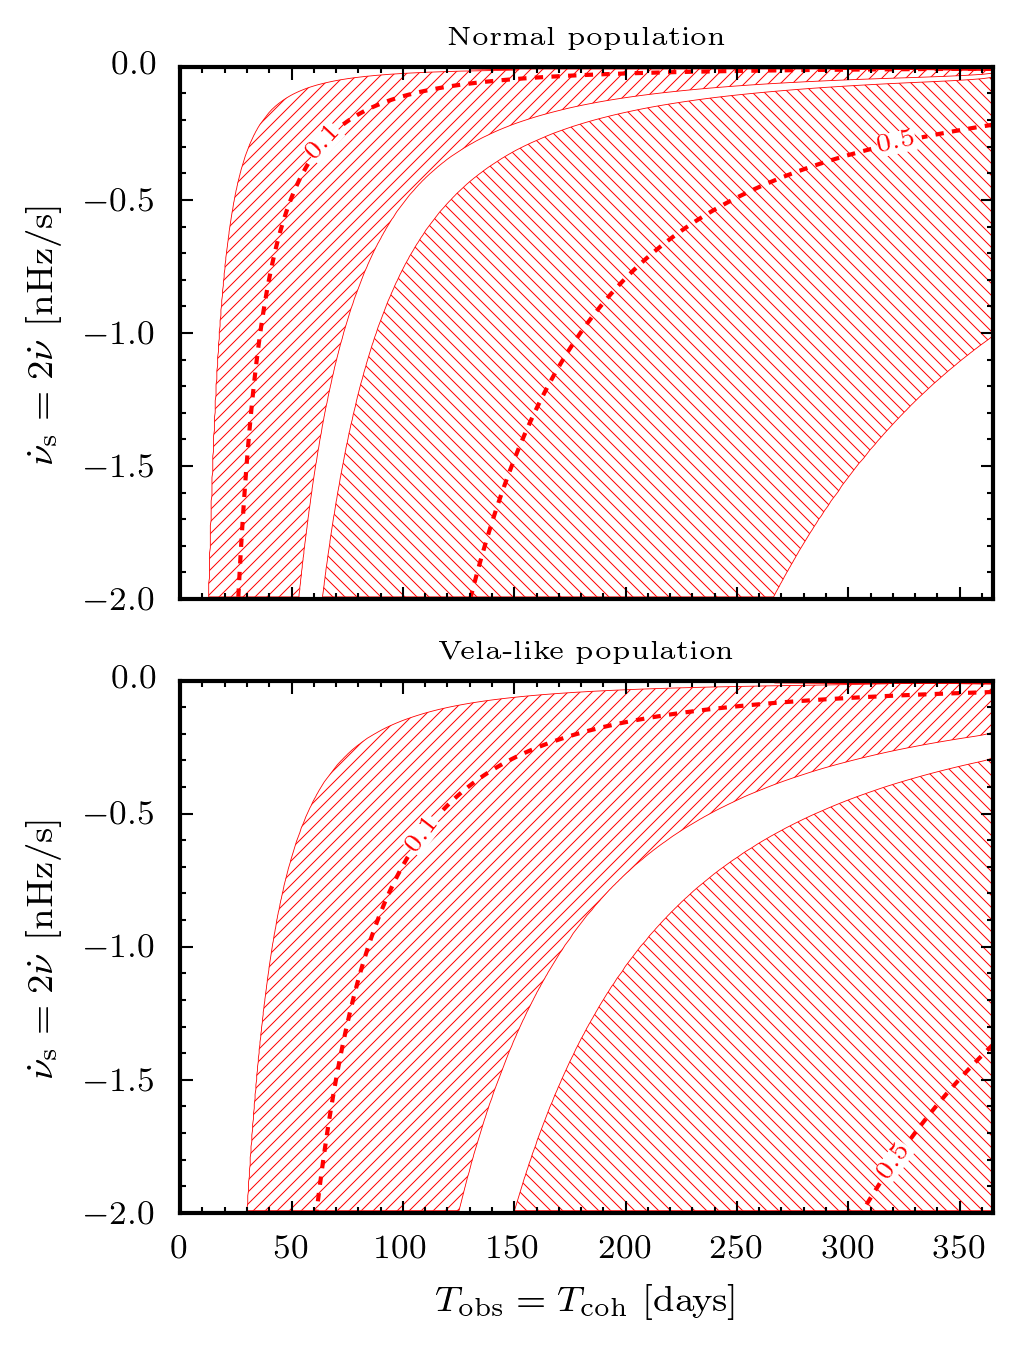 Normal population
0.0
−0.5
−1.0
−1.5
−2.0
ν̇s = 2ν̇ [nHz/s]
0.1
0.5
Vela-like population
0.0
−0.5
−1.0
−1.5
−2.0
ν̇s = 2ν̇ [nHz/s]
0.1
0.5
0 50 100 150 200 250 300 350
Tobs = Tcoh [days]